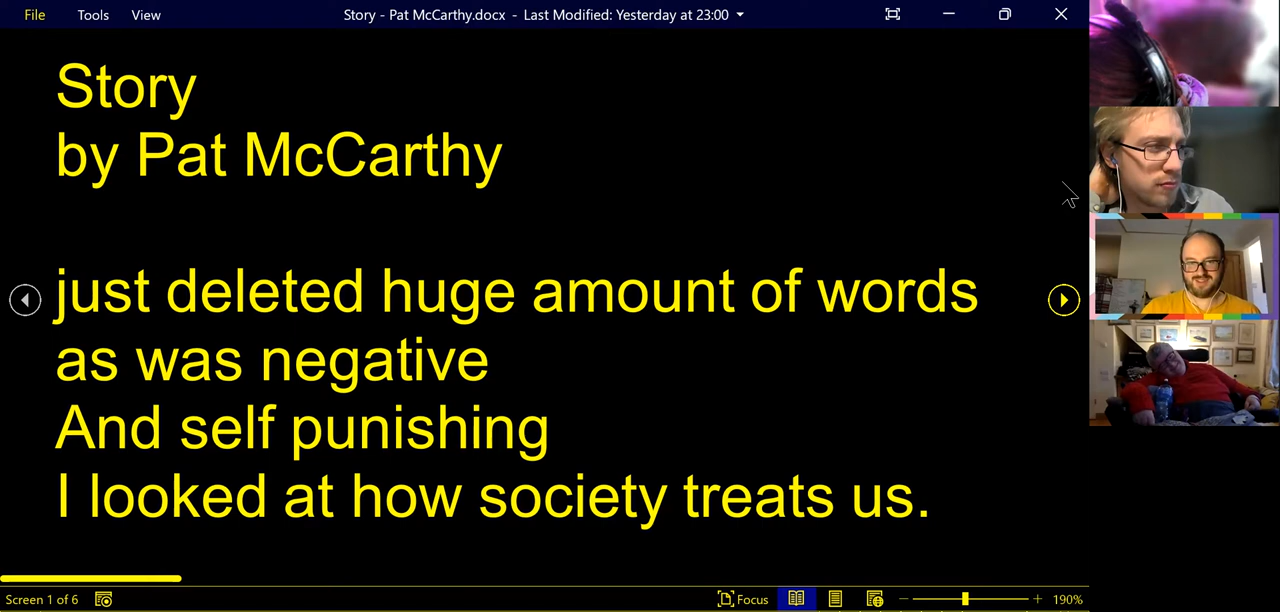 File Tools View Story - Pat McCarthy.docx - Last Modified: Yesterday at 23:00
Story
by Pat McCarthy
just deleted huge amount of words
as was negative
And self punishing
I looked at how society treats us.
Screen 1 of 6 Focus 190%